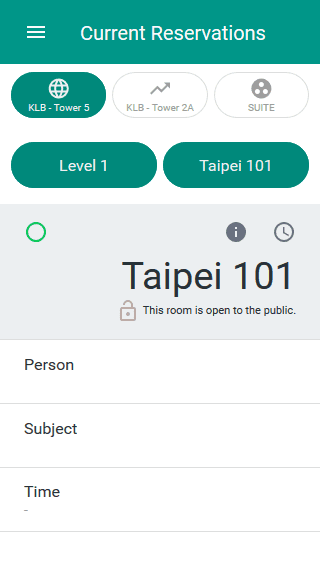 Current Reservations
KLB - Tower 5
KLB - Tower 2A
SUITE
Level 1
Taipei 101
Taipei 101
This room is open to the public.
Person
Subject
Time
-